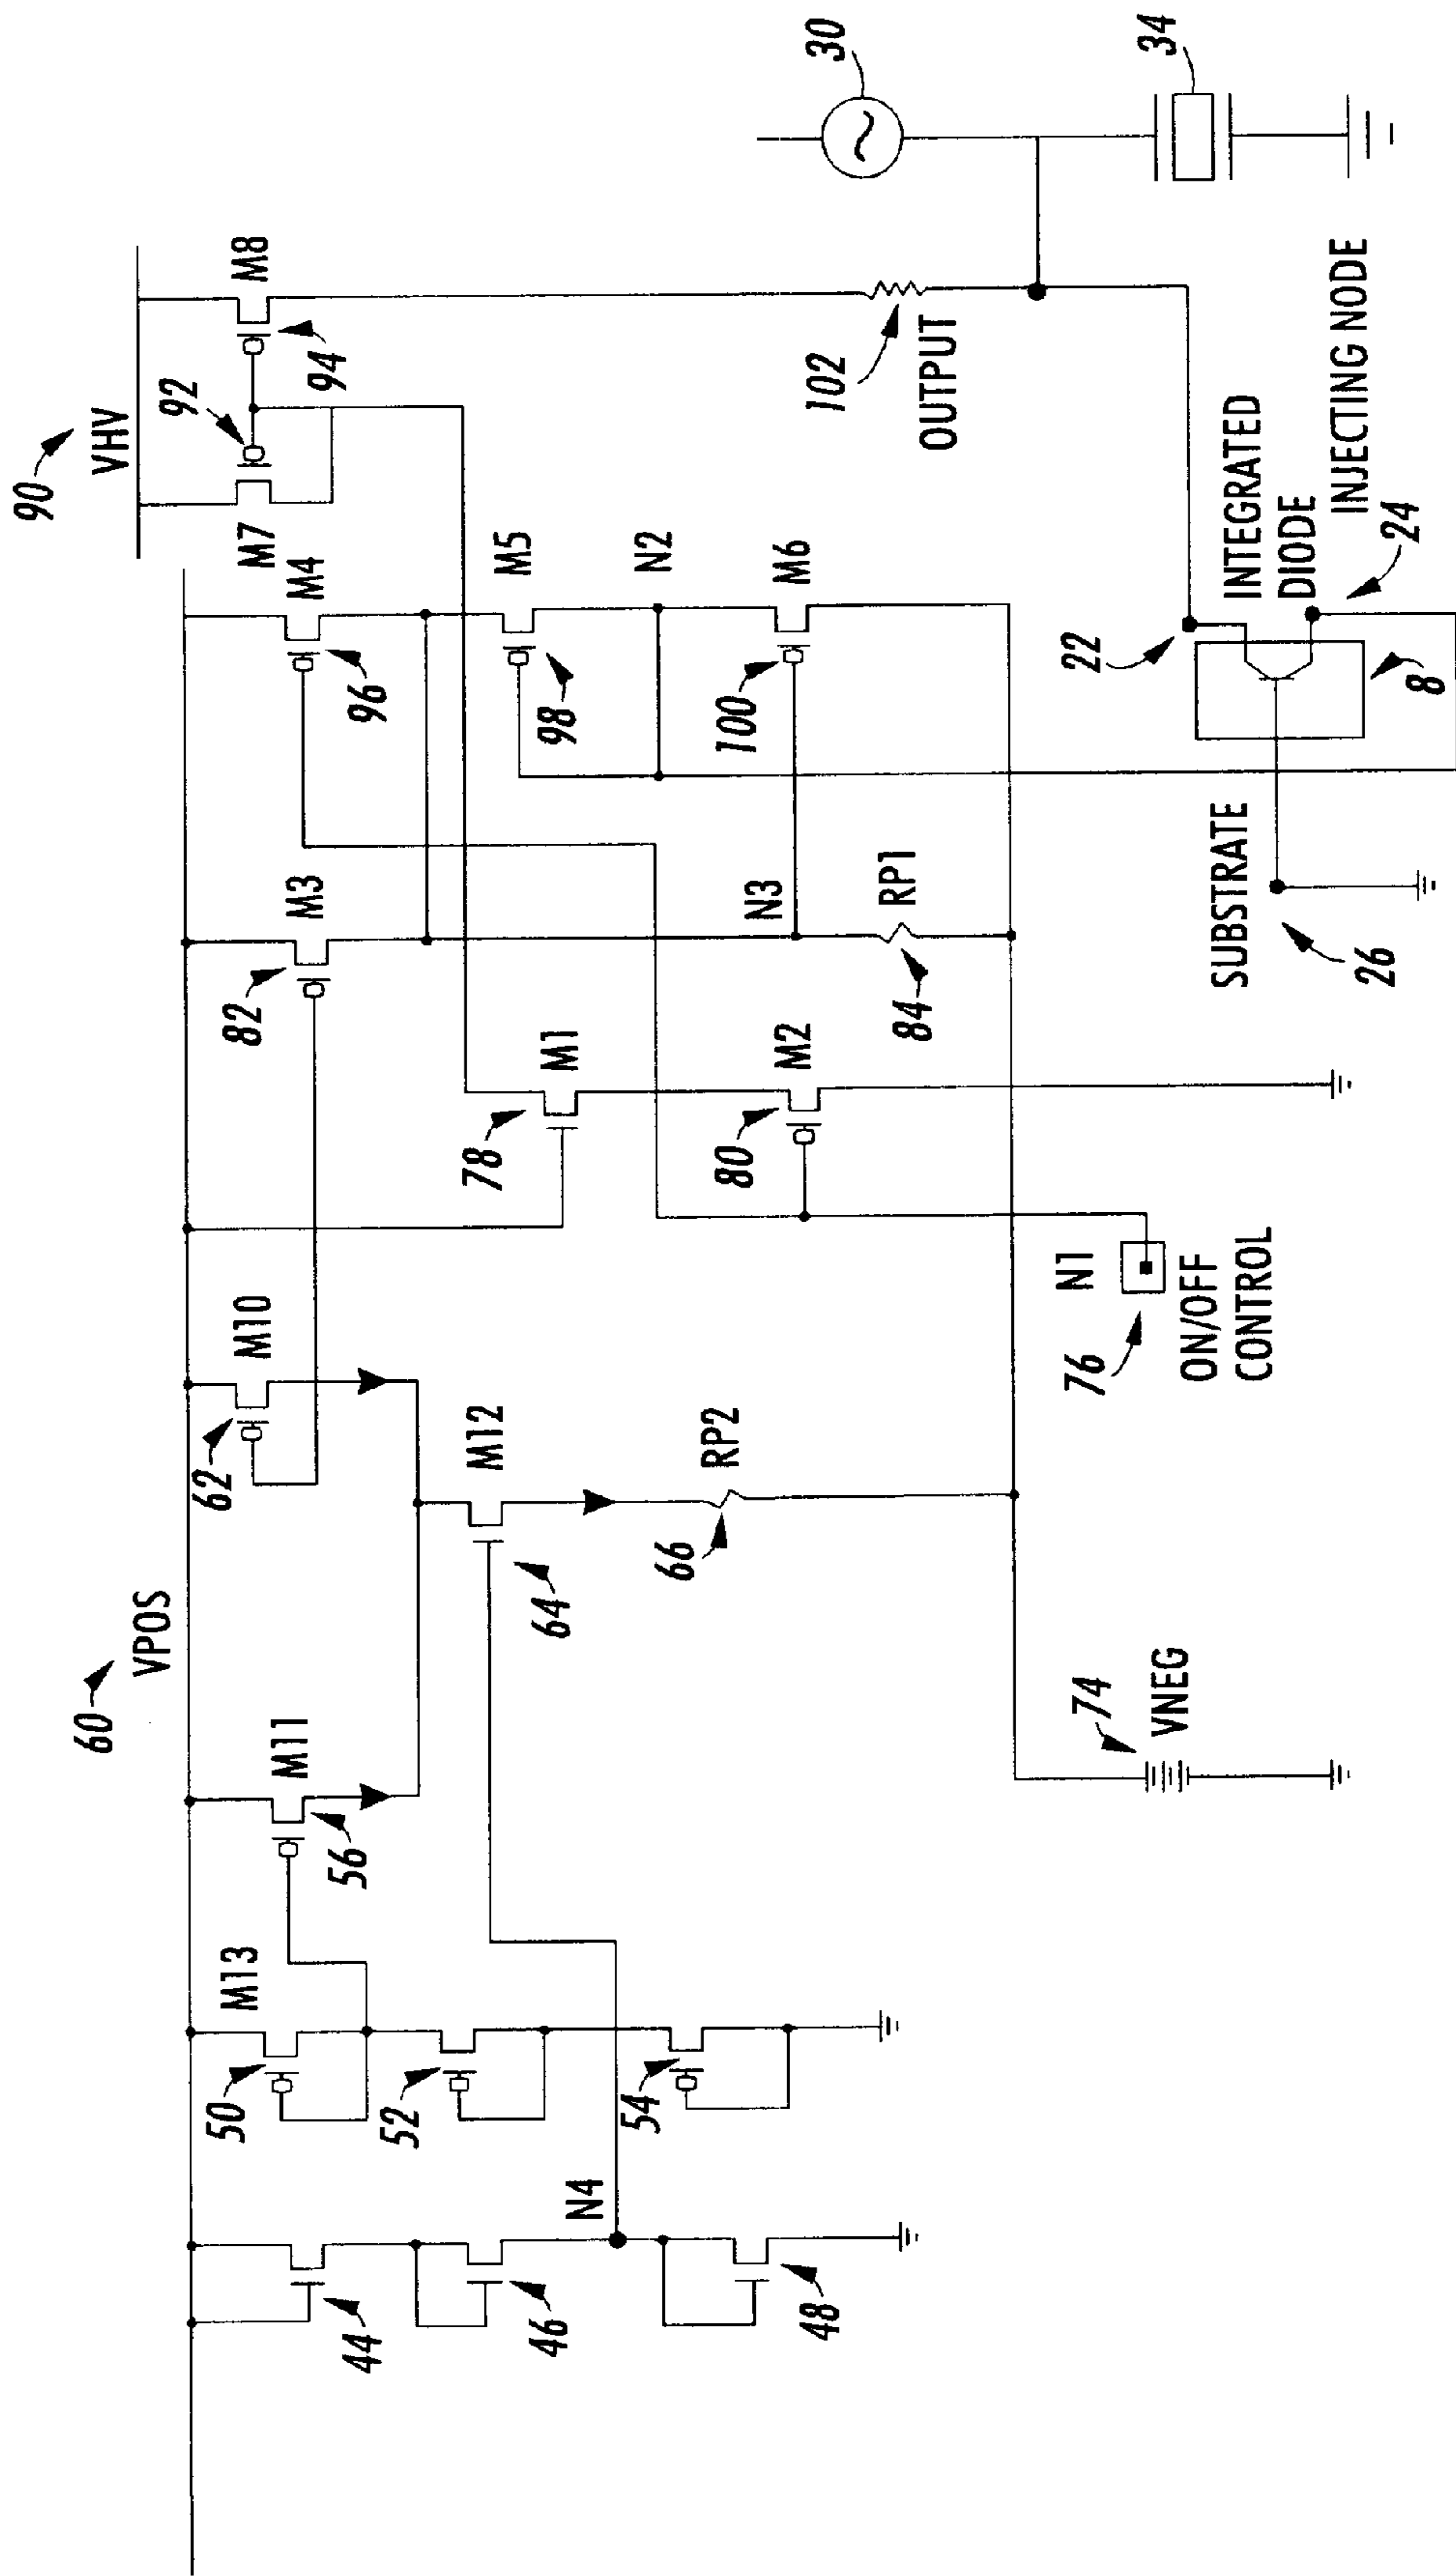 90
VHV
92
M7
94
M8
60
VPOS
M13
50
52
54
44
46
N4
48
M11
56
62
M10
M12
64
RP2
66
74
VNEG
78
M1
80
M2
N1
76
ON/OFF
CONTROL
82
M3
N3
84
RP1
M4
96
M5
98
N2
100
M6
102
OUTPUT
30
34
22
INTEGRATED
DIODE
INJECTING NODE
24
8
SUBSTRATE
26